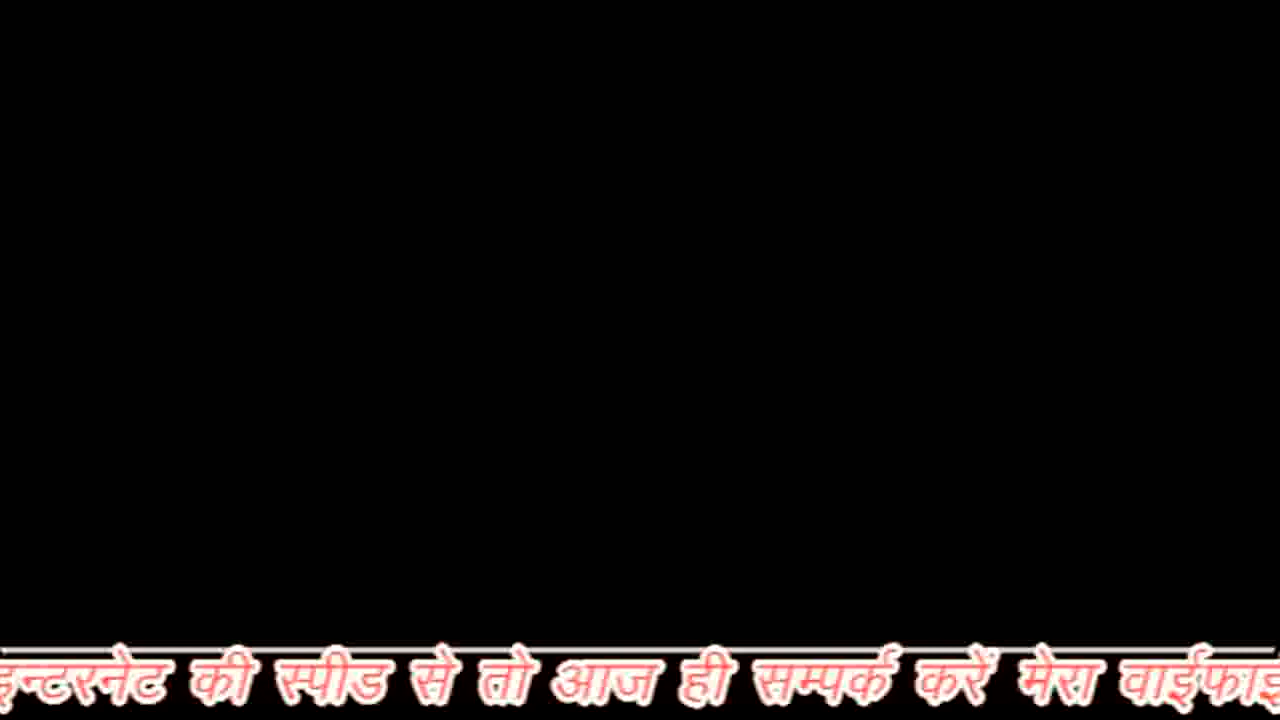 इन्टरनेट की स्पीड से तो आज ही सम्पर्क करें मेरा वाईफाई